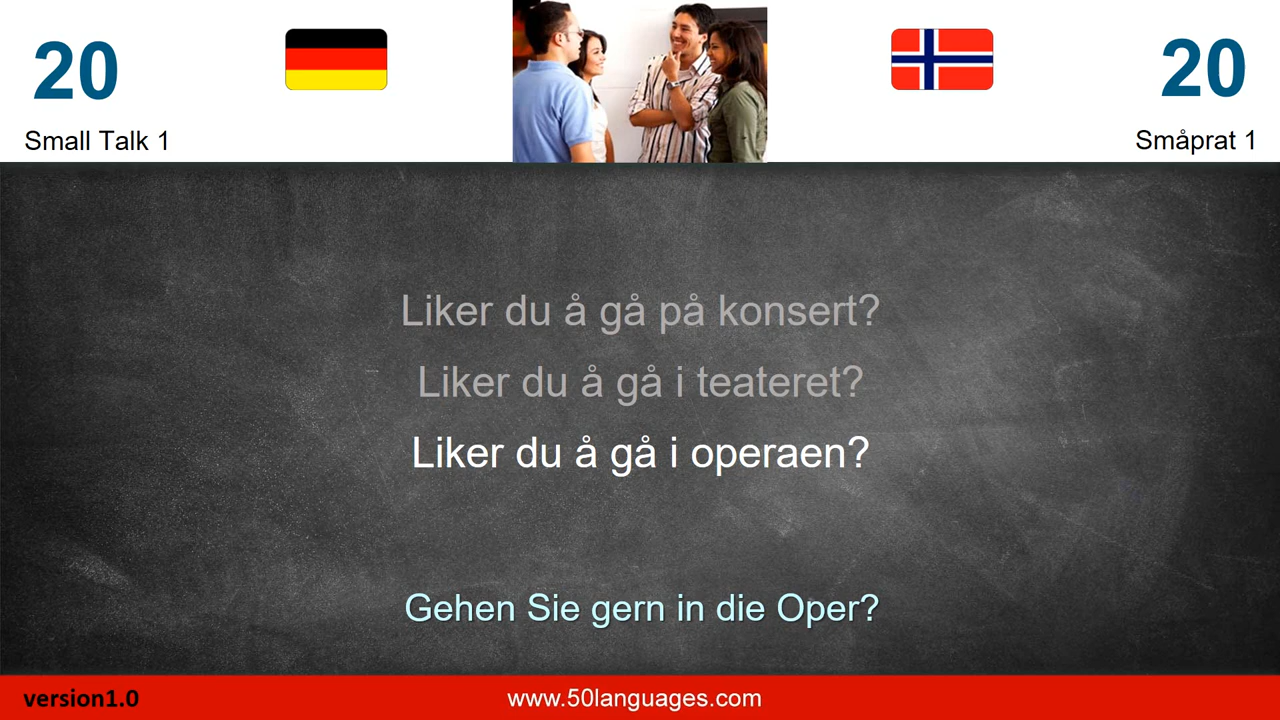 20
Small Talk 1
20
Småprat 1
Liker du å gå på konsert?
Liker du å gå i teateret?
Liker du å gå i operaen?
Gehen Sie gern in die Oper?
version1.0
www.50languages.com